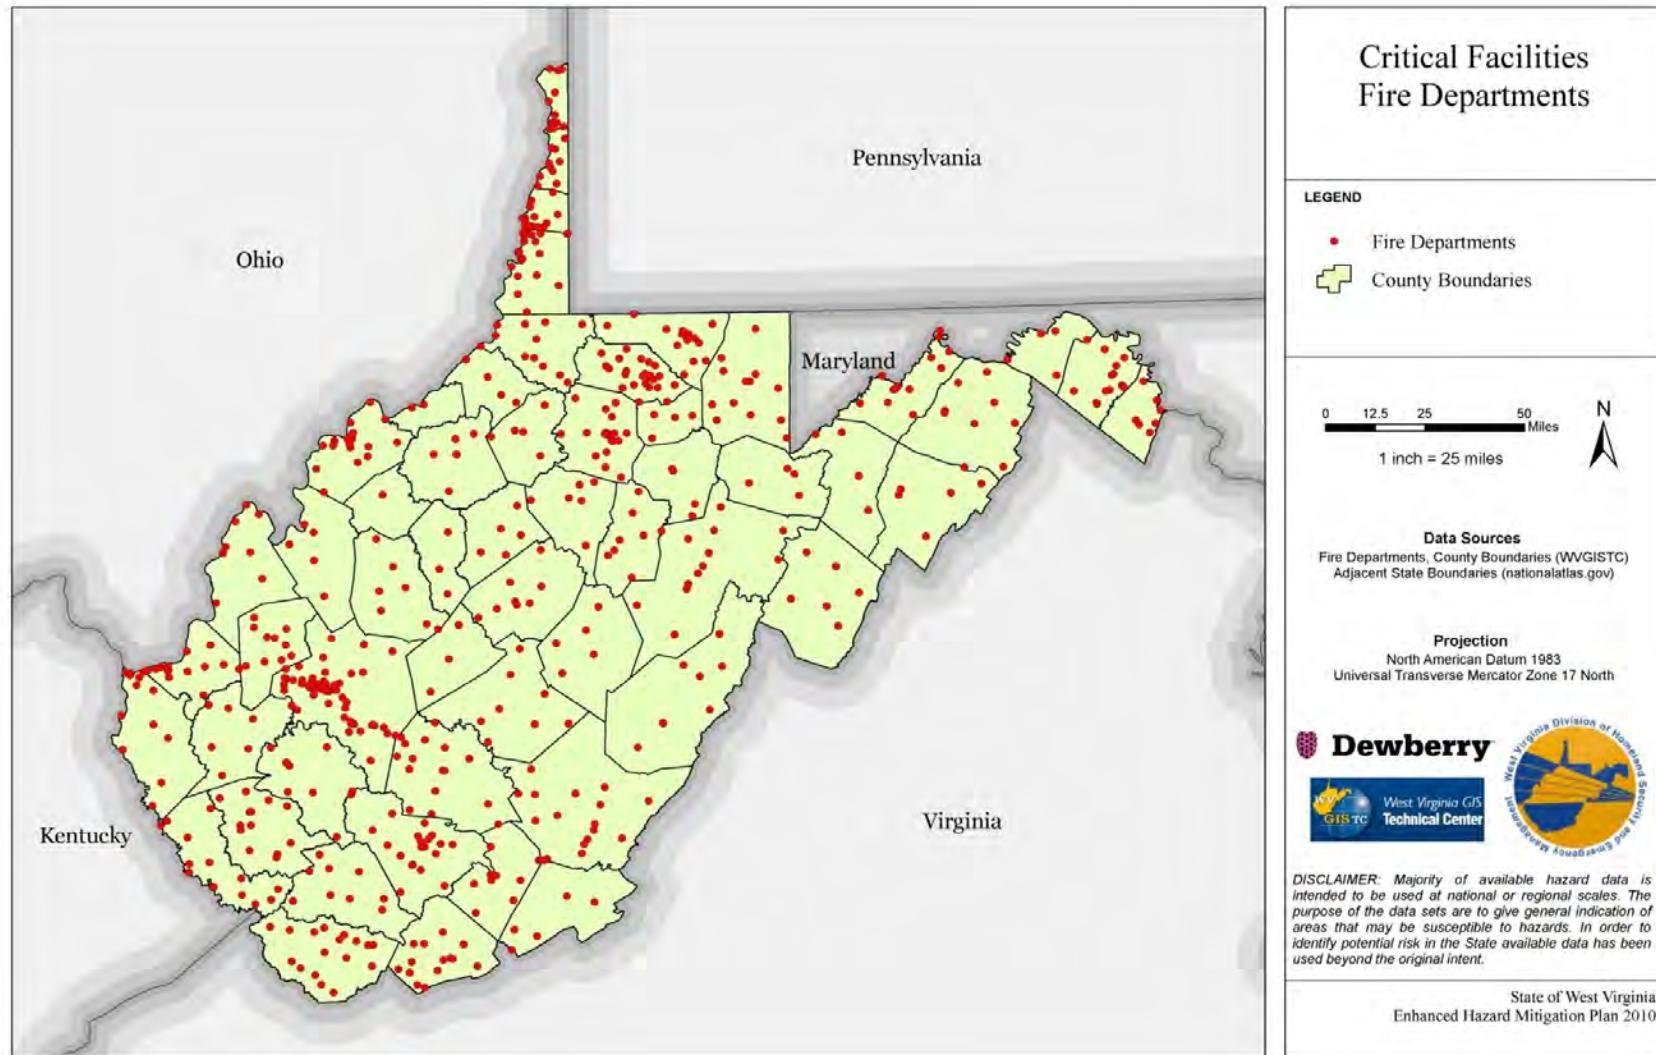 Critical Facilities
Fire Departments
LEGEND
Fire Departments
County Boundaries
Pennsylvania
Ohio
Maryland
Kentucky
Virginia
0 12.5 25 50
Miles
N
1 inch = 25 miles
Data Sources
Fire Departments, County Boundaries (WVGISTC)
Adjacent State Boundaries (nationalatlas.gov)
Projection
North American Datum 1983
Universal Transverse Mercator Zone 17 North
Dewberry
WV
GIS TC
West Virginia GIS
Technical Center
West Virginia Division of Homeland Security and Emergency Management
DISCLAIMER: Majority of available hazard data is
intended to be used at national or regional scales. The
purpose of the data sets are to give general indication of
areas that may be susceptible to hazards. In order to
identify potential risk in the State available data has been
used beyond the original intent.
State of West Virginia
Enhanced Hazard Mitigation Plan 2010